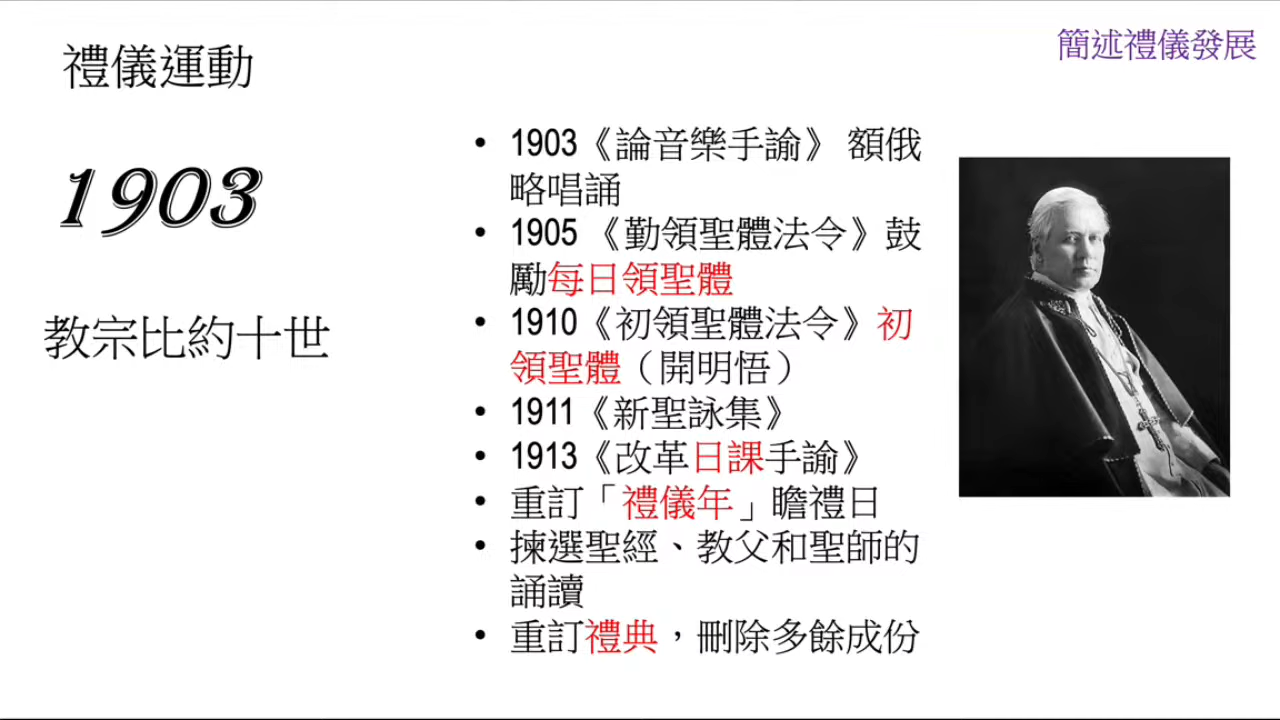 簡述禮儀發展
禮儀運動
1903
教宗比約十世
• 1903《論音樂手諭》 額俄
略唱誦
• 1905 《勤領聖體法令》鼓
勵每日領聖體
• 1910《初領聖體法令》初
領聖體（開明悟）
• 1911《新聖詠集》
• 1913《改革日課手諭》
• 重訂「禮儀年」瞻禮日
• 揀選聖經、教父和聖師的
誦讀
• 重訂禮典，刪除多餘成份